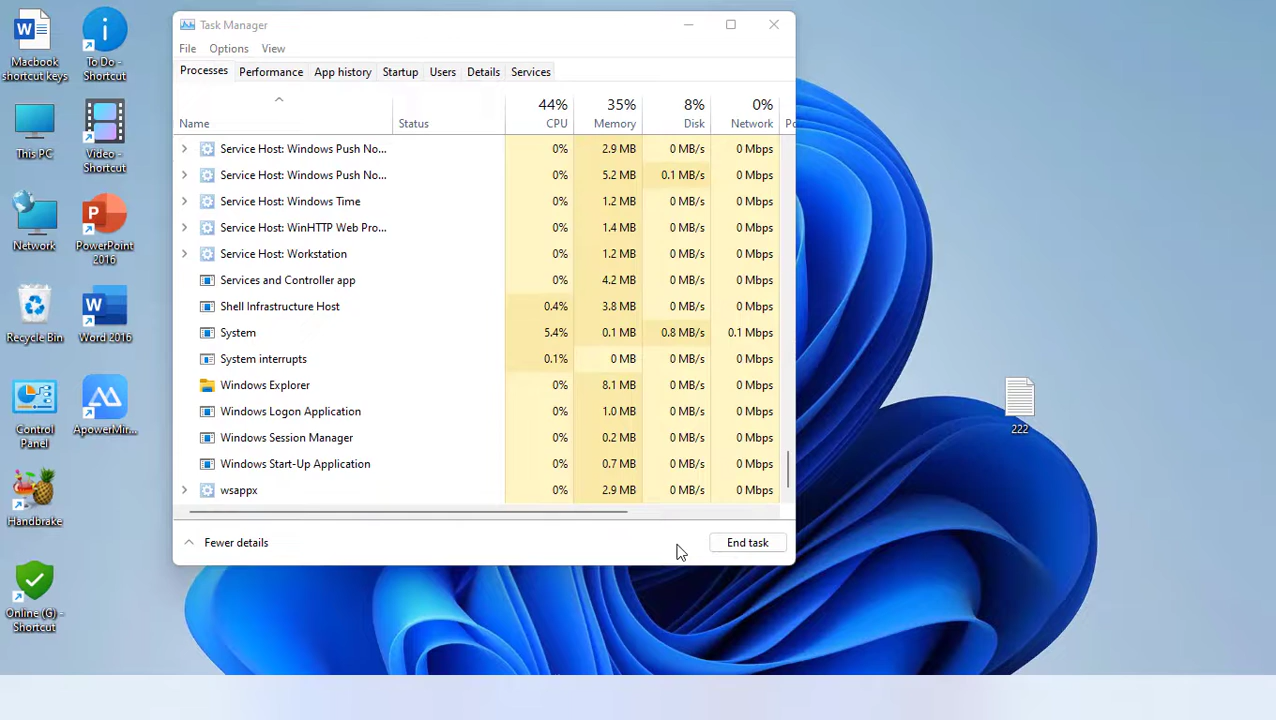 Macbook
shortcut keys
To Do -
Shortcut
This PC
Video -
Shortcut
Network
PowerPoint
2016
Recycle Bin
Word 2016
Control
Panel
ApowerMir...
Handbrake
Online (G) -
Shortcut
222
Task Manager
File Options View
Processes Performance App history Startup Users Details Services
44% 35% 8% 0%
Name Status CPU Memory Disk Network
Service Host: Windows Push No... 0% 2.9 MB 0 MB/s 0 Mbps
Service Host: Windows Push No... 0% 5.2 MB 0.1 MB/s 0 Mbps
Service Host: Windows Time 0% 1.2 MB 0 MB/s 0 Mbps
Service Host: WinHTTP Web Pro... 0% 1.4 MB 0 MB/s 0 Mbps
Service Host: Workstation 0% 1.2 MB 0 MB/s 0 Mbps
Services and Controller app 0% 4.2 MB 0 MB/s 0 Mbps
Shell Infrastructure Host 0.4% 3.8 MB 0 MB/s 0 Mbps
System 5.4% 0.1 MB 0.8 MB/s 0.1 Mbps
System interrupts 0.1% 0 MB 0 MB/s 0 Mbps
Windows Explorer 0% 8.1 MB 0 MB/s 0 Mbps
Windows Logon Application 0% 1.0 MB 0 MB/s 0 Mbps
Windows Session Manager 0% 0.2 MB 0 MB/s 0 Mbps
Windows Start-Up Application 0% 0.7 MB 0 MB/s 0 Mbps
wsappx 0% 2.9 MB 0 MB/s 0 Mbps
Fewer details End task